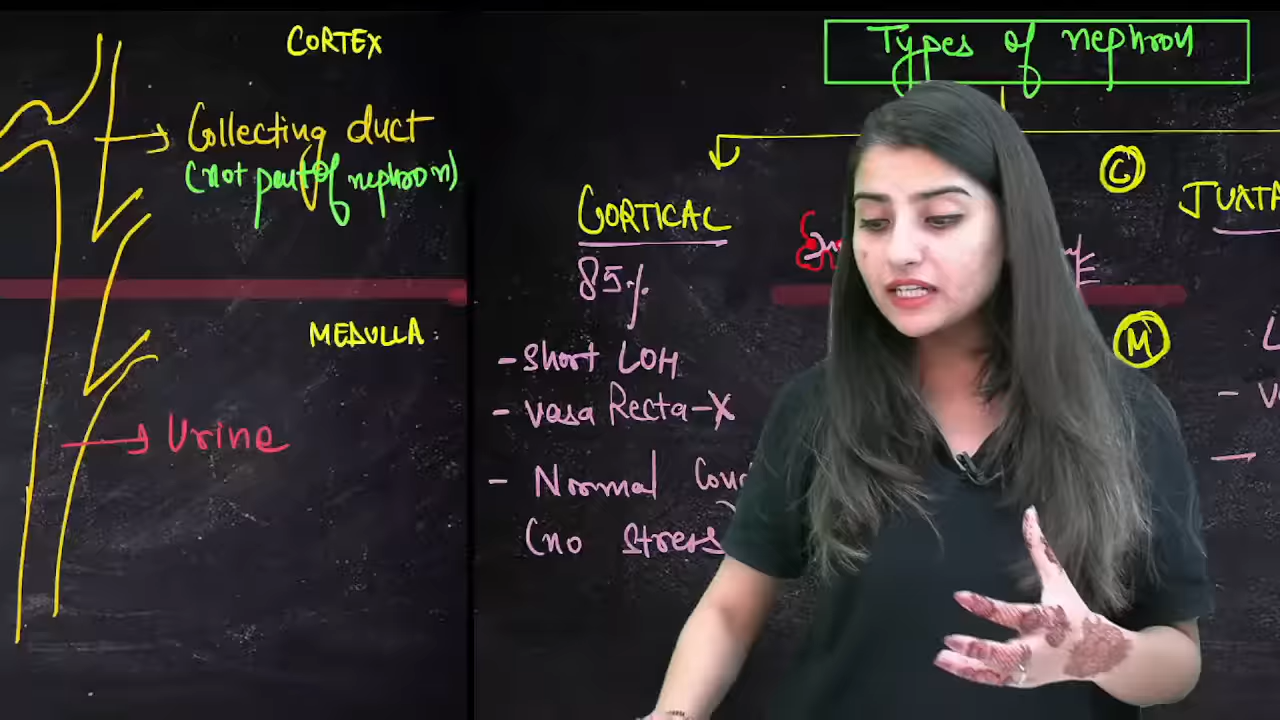 CORTEX
Collecting duct
(not part of nephron)
MEDULLA
Urine
Types of nephron
CORTICAL
85%
- Short LOH
- Vasa Recta-X
- Normal
(no stress
C
M
JUXTA